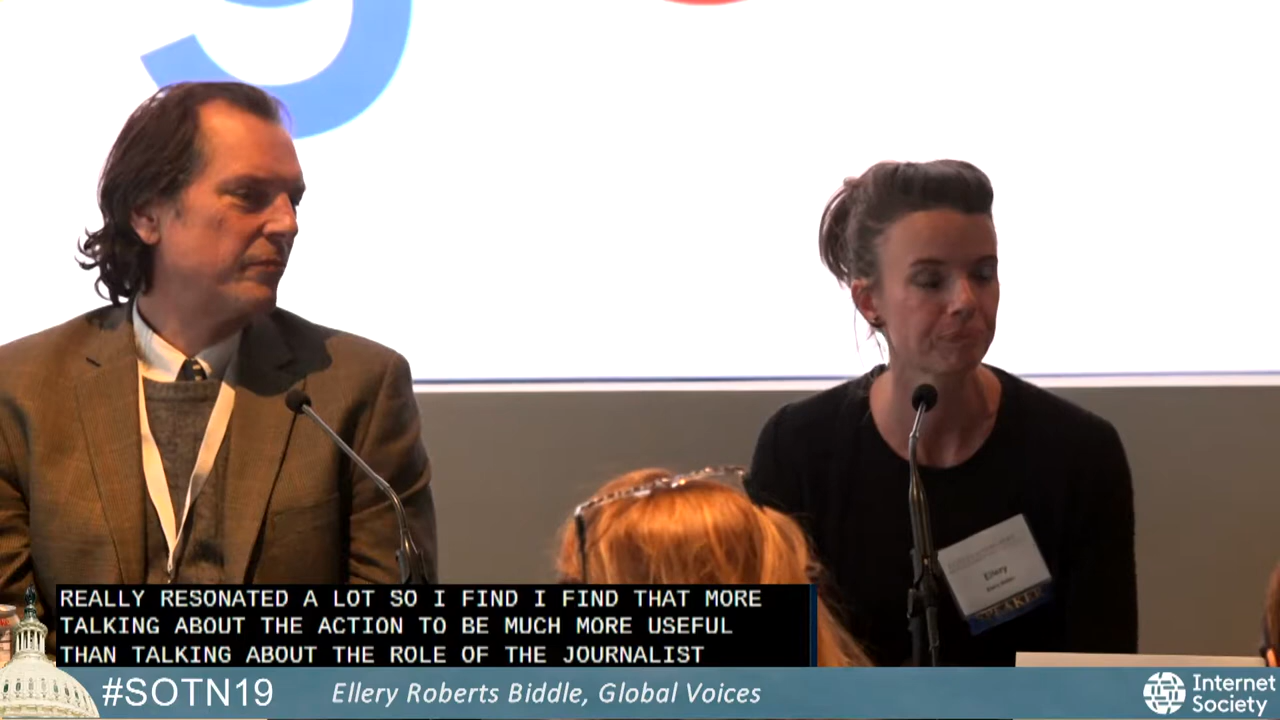 Ellery
SPEAKER
REALLY RESONATED A LOT SO I FIND I FIND THAT MORE
TALKING ABOUT THE ACTION TO BE MUCH MORE USEFUL
THAN TALKING ABOUT THE ROLE OF THE JOURNALIST
#SOTN19
Ellery Roberts Biddle, Global Voices
Internet
Society